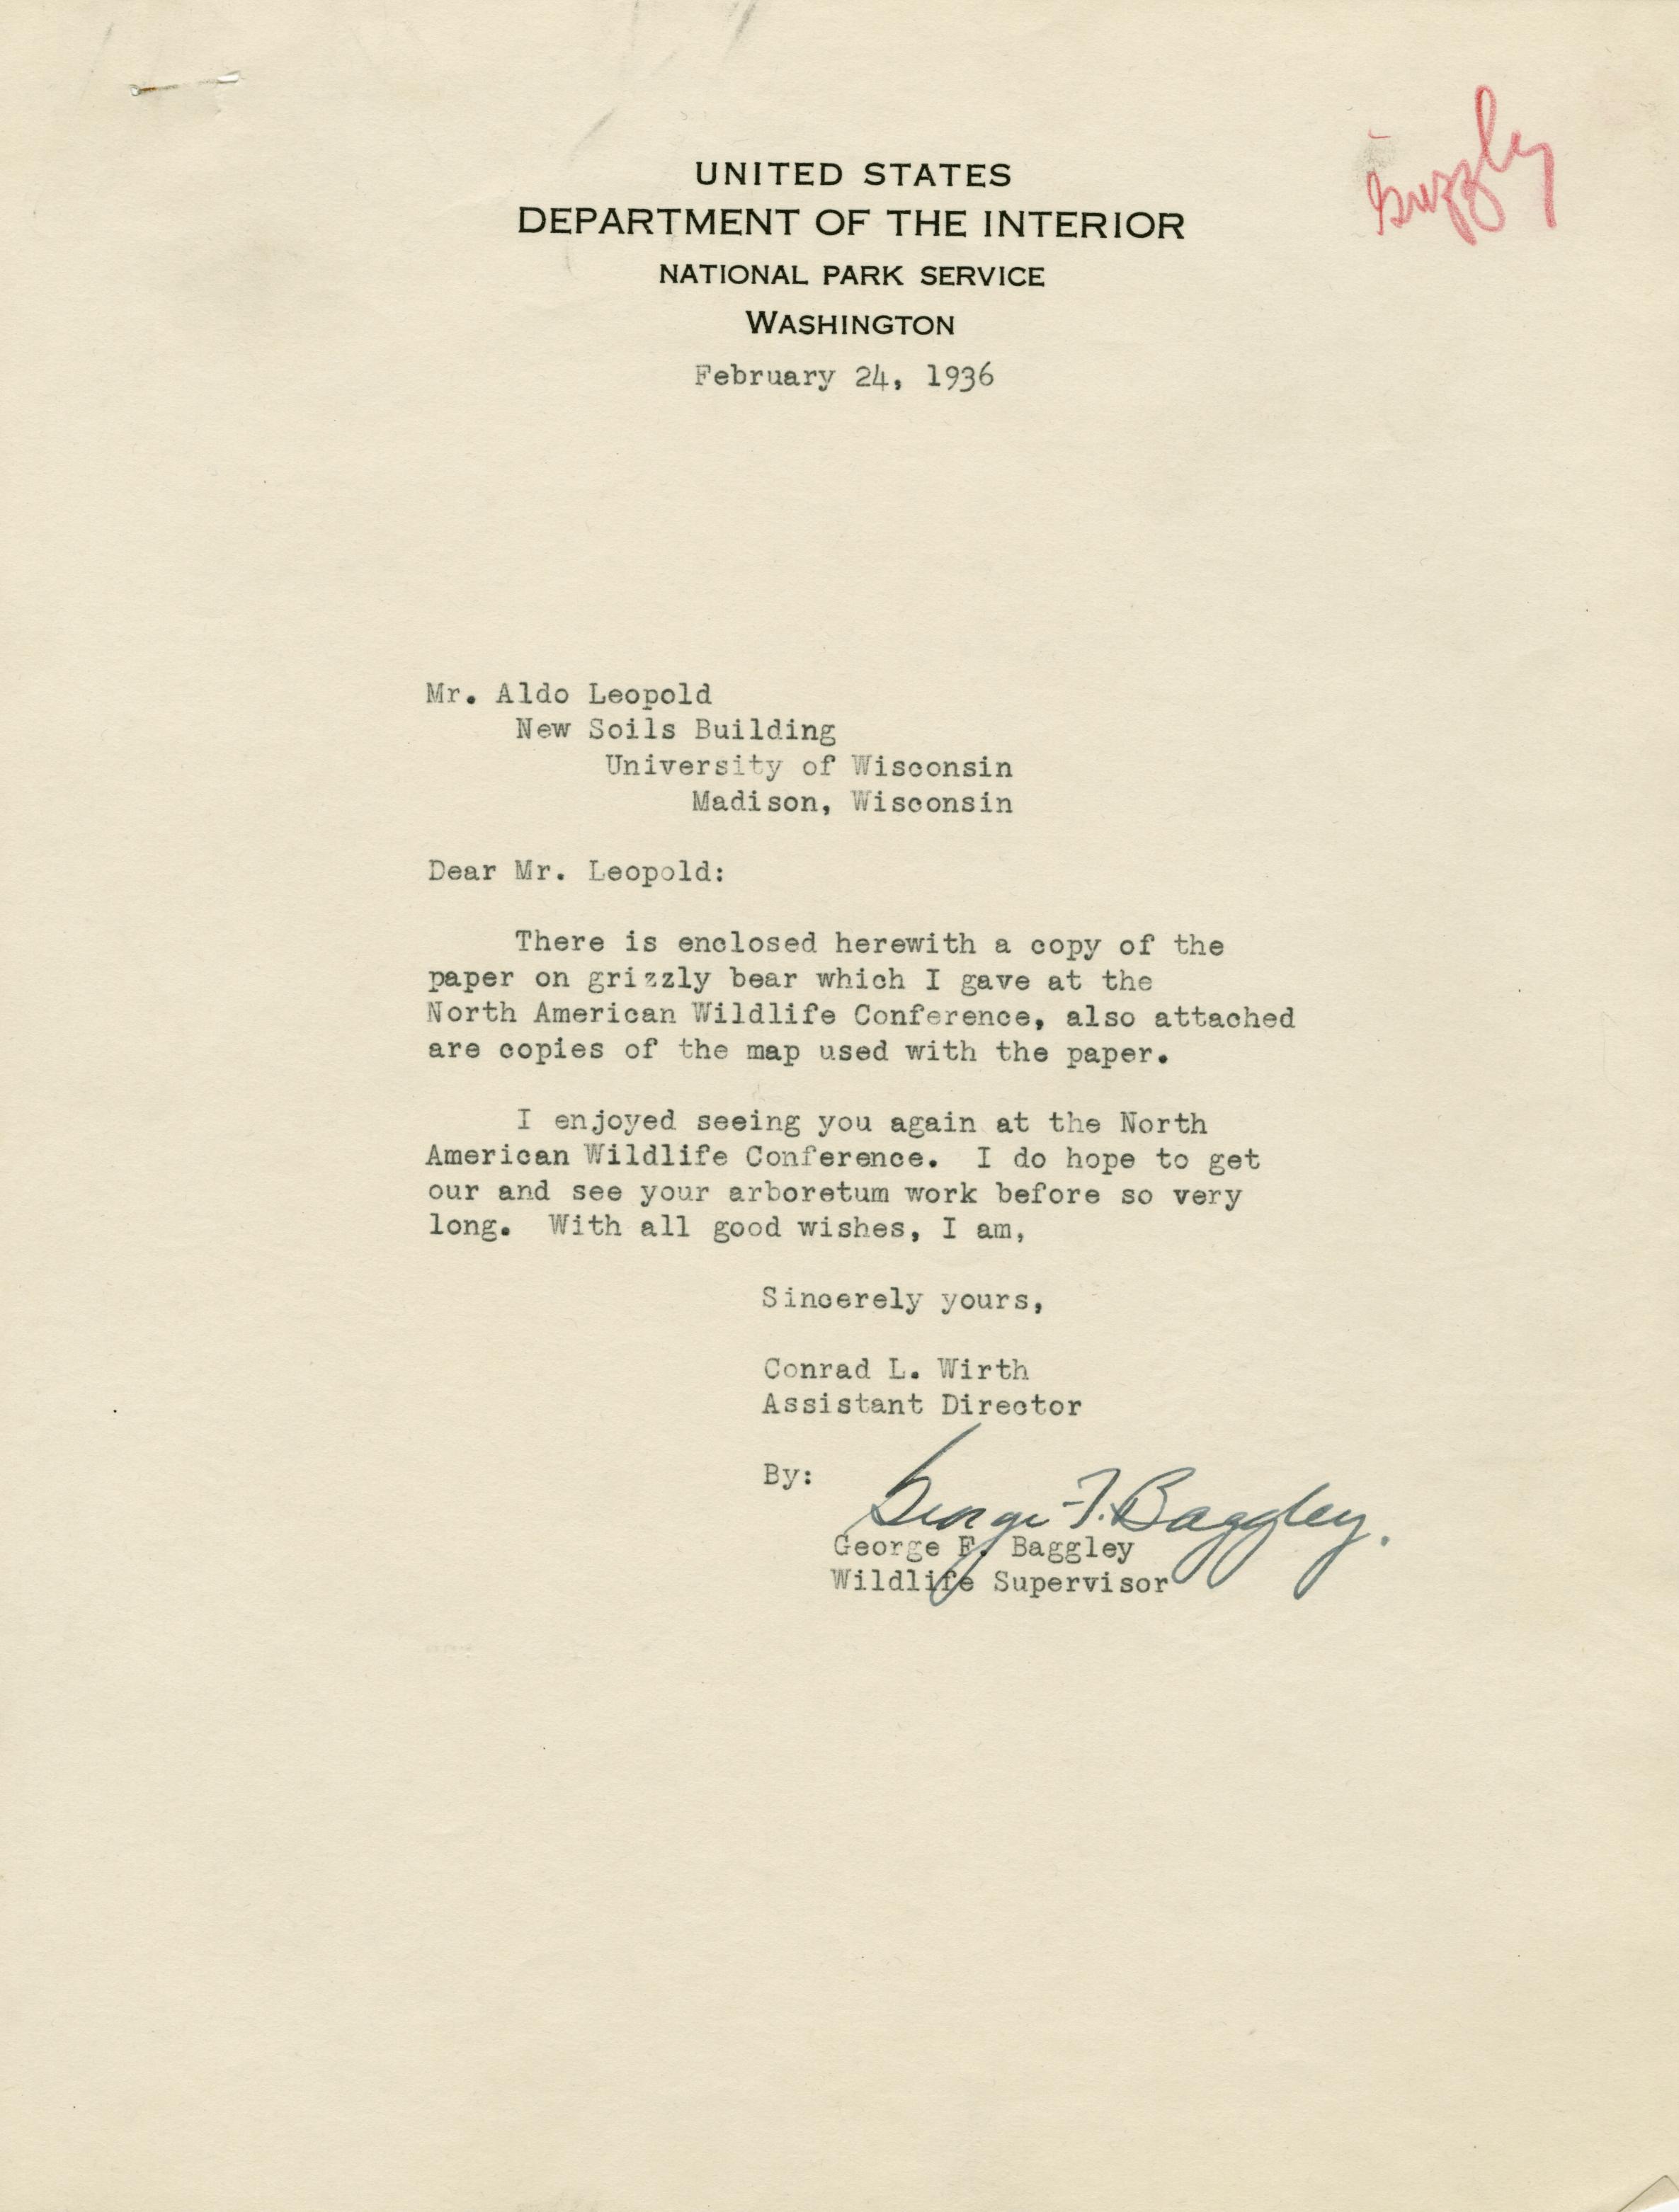 Grizzly
UNITED STATES
DEPARTMENT OF THE INTERIOR
NATIONAL PARK SERVICE
WASHINGTON
February 24, 1936
Mr. Aldo Leopold
New Soils Building
University of Wisconsin
Madison, Wisconsin
Dear Mr. Leopold:
There is enclosed herewith a copy of the
paper on grizzly bear which I gave at the
North American Wildlife Conference, also attached
are copies of the map used with the paper.
I enjoyed seeing you again at the North
American Wildlife Conference. I do hope to get
our and see your arboretum work before so very
long. With all good wishes, I am,
Sincerely yours,
Conrad L. Wirth
Assistant Director
By:
George F. Baggley.
George F. Baggley
Wildlife Supervisor